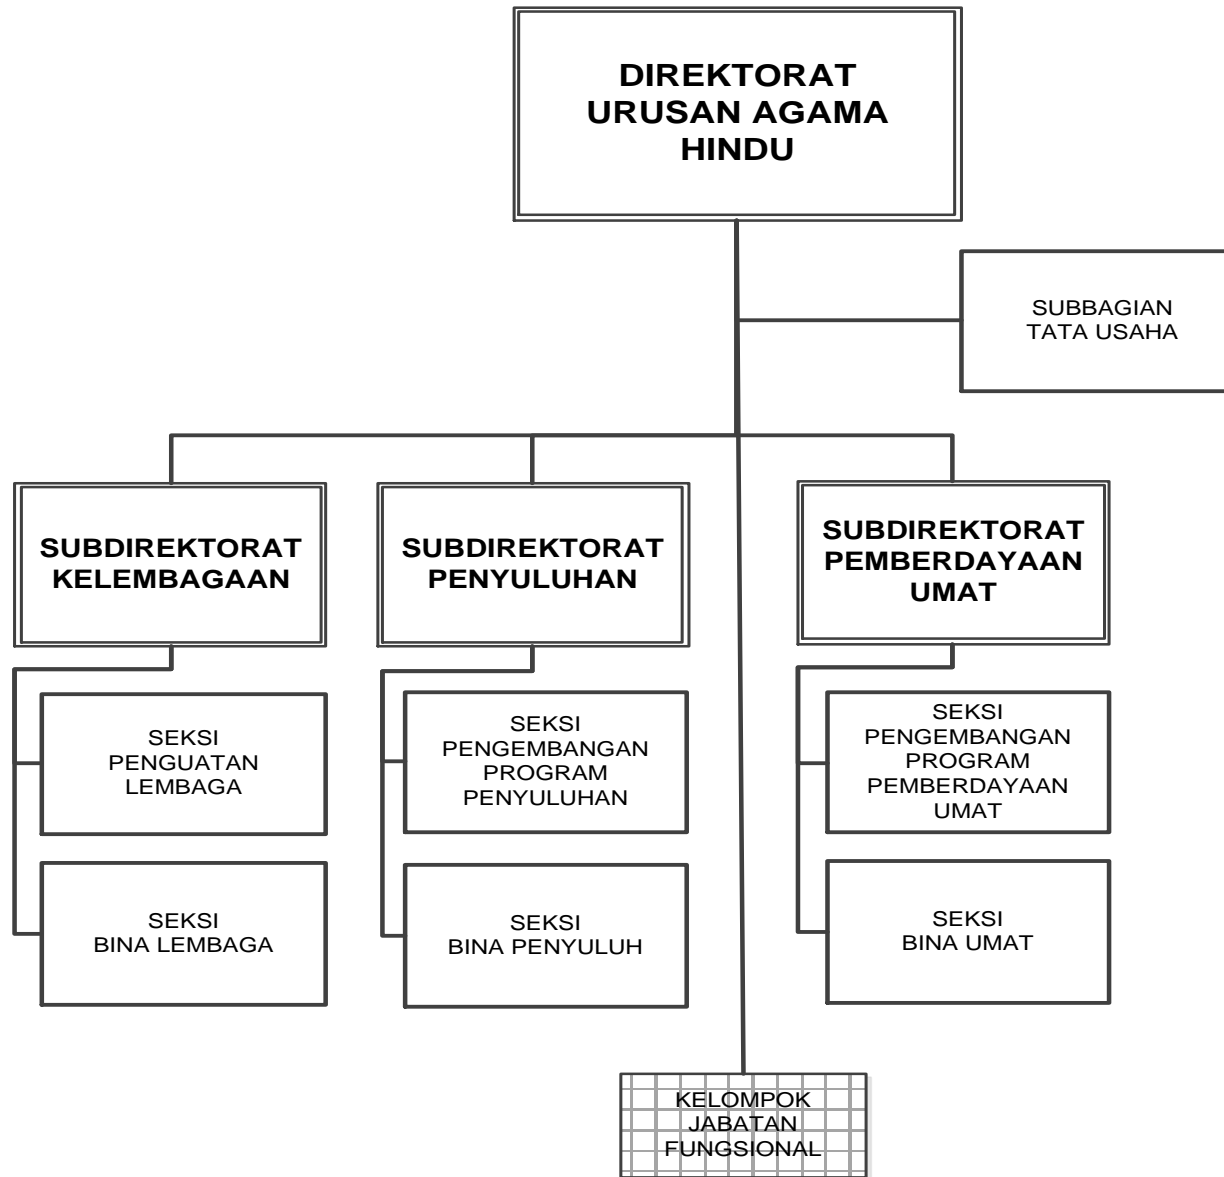 DIREKTORAT
URUSAN AGAMA
HINDU
SUBBAGIAN
TATA USAHA
SUBDIREKTORAT
KELEMBAGAAN
SUBDIREKTORAT
PENYULUHAN
SUBDIREKTORAT
PEMBERDAYAAN
UMAT
SEKSI
PENGUATAN
LEMBAGA
SEKSI
PENGEMBANGAN
PROGRAM
PENYULUHAN
SEKSI
PENGEMBANGAN
PROGRAM
PEMBERDAYAAN
UMAT
SEKSI
BINA LEMBAGA
SEKSI
BINA PENYULUH
SEKSI
BINA UMAT
KELOMPOK
JABATAN
FUNGSIONAL